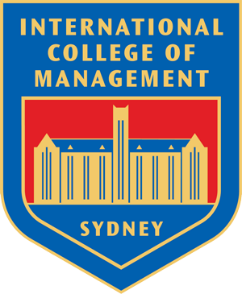 INTERNATIONAL
COLLEGE OF
MANAGEMENT
SYDNEY